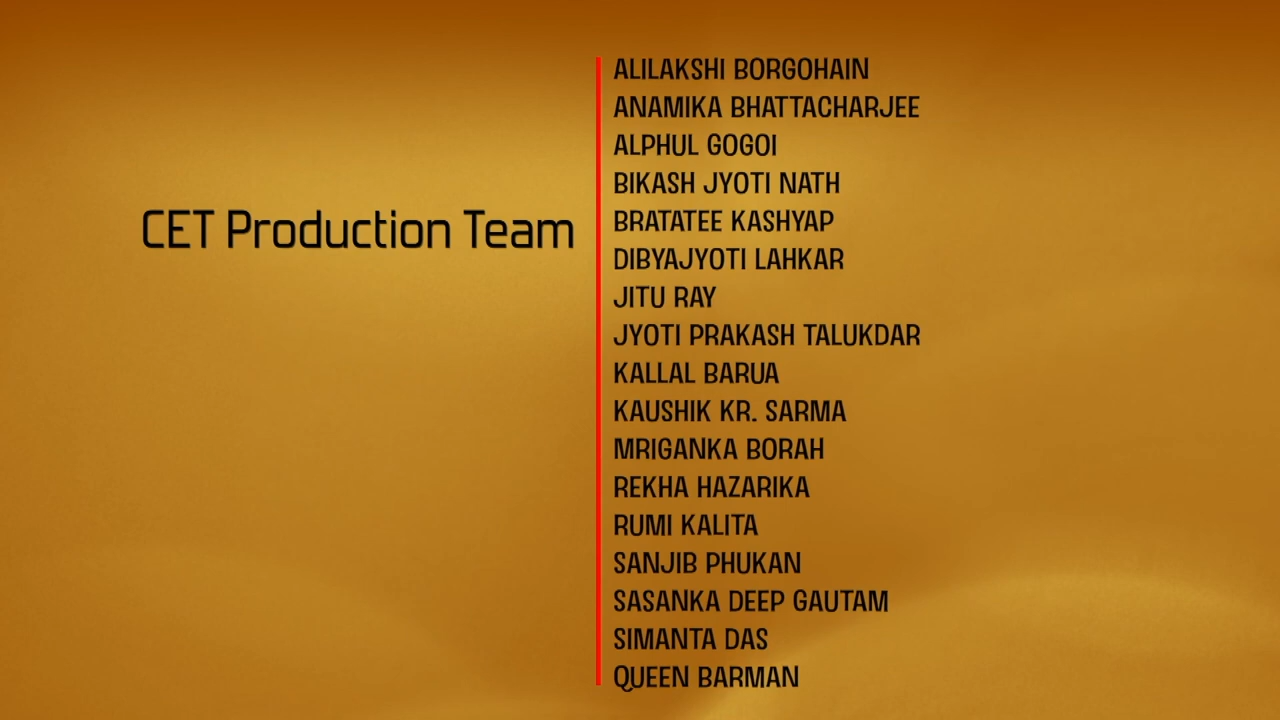 CET Production Team
ALILAKSHI BORGOHAIN
ANAMIKA BHATTACHARJEE
ALPHUL GOGOI
BIKASH JYOTI NATH
BRATATEE KASHYAP
DIBYAJYOTI LAHKAR
JITU RAY
JYOTI PRAKASH TALUKDAR
KALLAL BARUA
KAUSHIK KR. SARMA
MRIGANKA BORAH
REKHA HAZARIKA
RUMI KALITA
SANJIB PHUKAN
SASANKA DEEP GAUTAM
SIMANTA DAS
QUEEN BARMAN